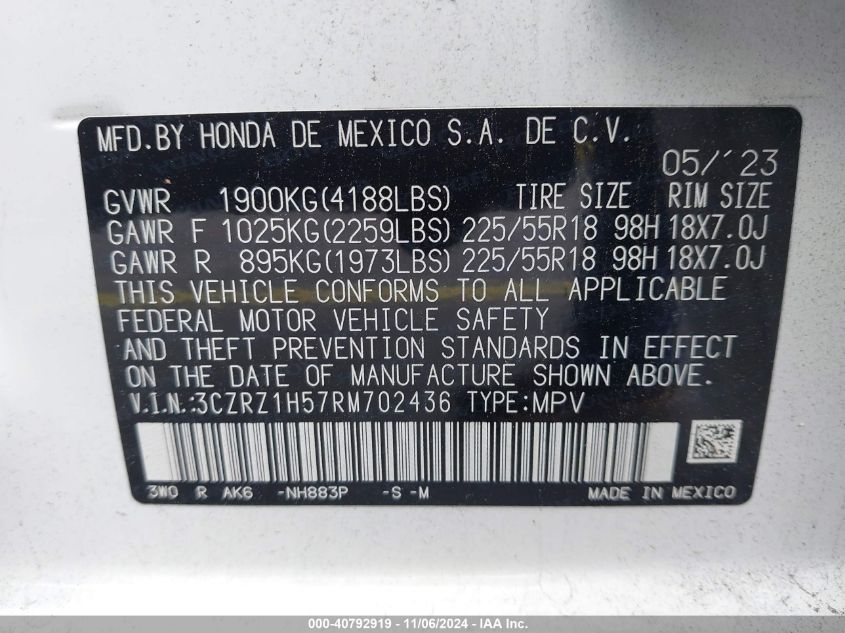 MFD.BY HONDA DE MEXICO S.A. DE C.V.
05/'23
GVWR 1900KG(4188LBS) TIRE SIZE RIM SIZE
GAWR F 1025KG(2259LBS) 225/55R18 98H 18X7.0J
GAWR R 895KG(1973LBS) 225/55R18 98H 18X7.0J
THIS VEHICLE CONFORMS TO ALL APPLICABLE
FEDERAL MOTOR VEHICLE SAFETY
AND THEFT PREVENTION STANDARDS IN EFFECT
ON THE DATE OF MANUFACTURE SHOWN ABOVE.
V.I.N.:3CZRZ1H57RM702436 TYPE:MPV
3W0 R AK6 -NH883P -S -M MADE IN MEXICO
000-40792919 - 11/06/2024 - IAA Inc.